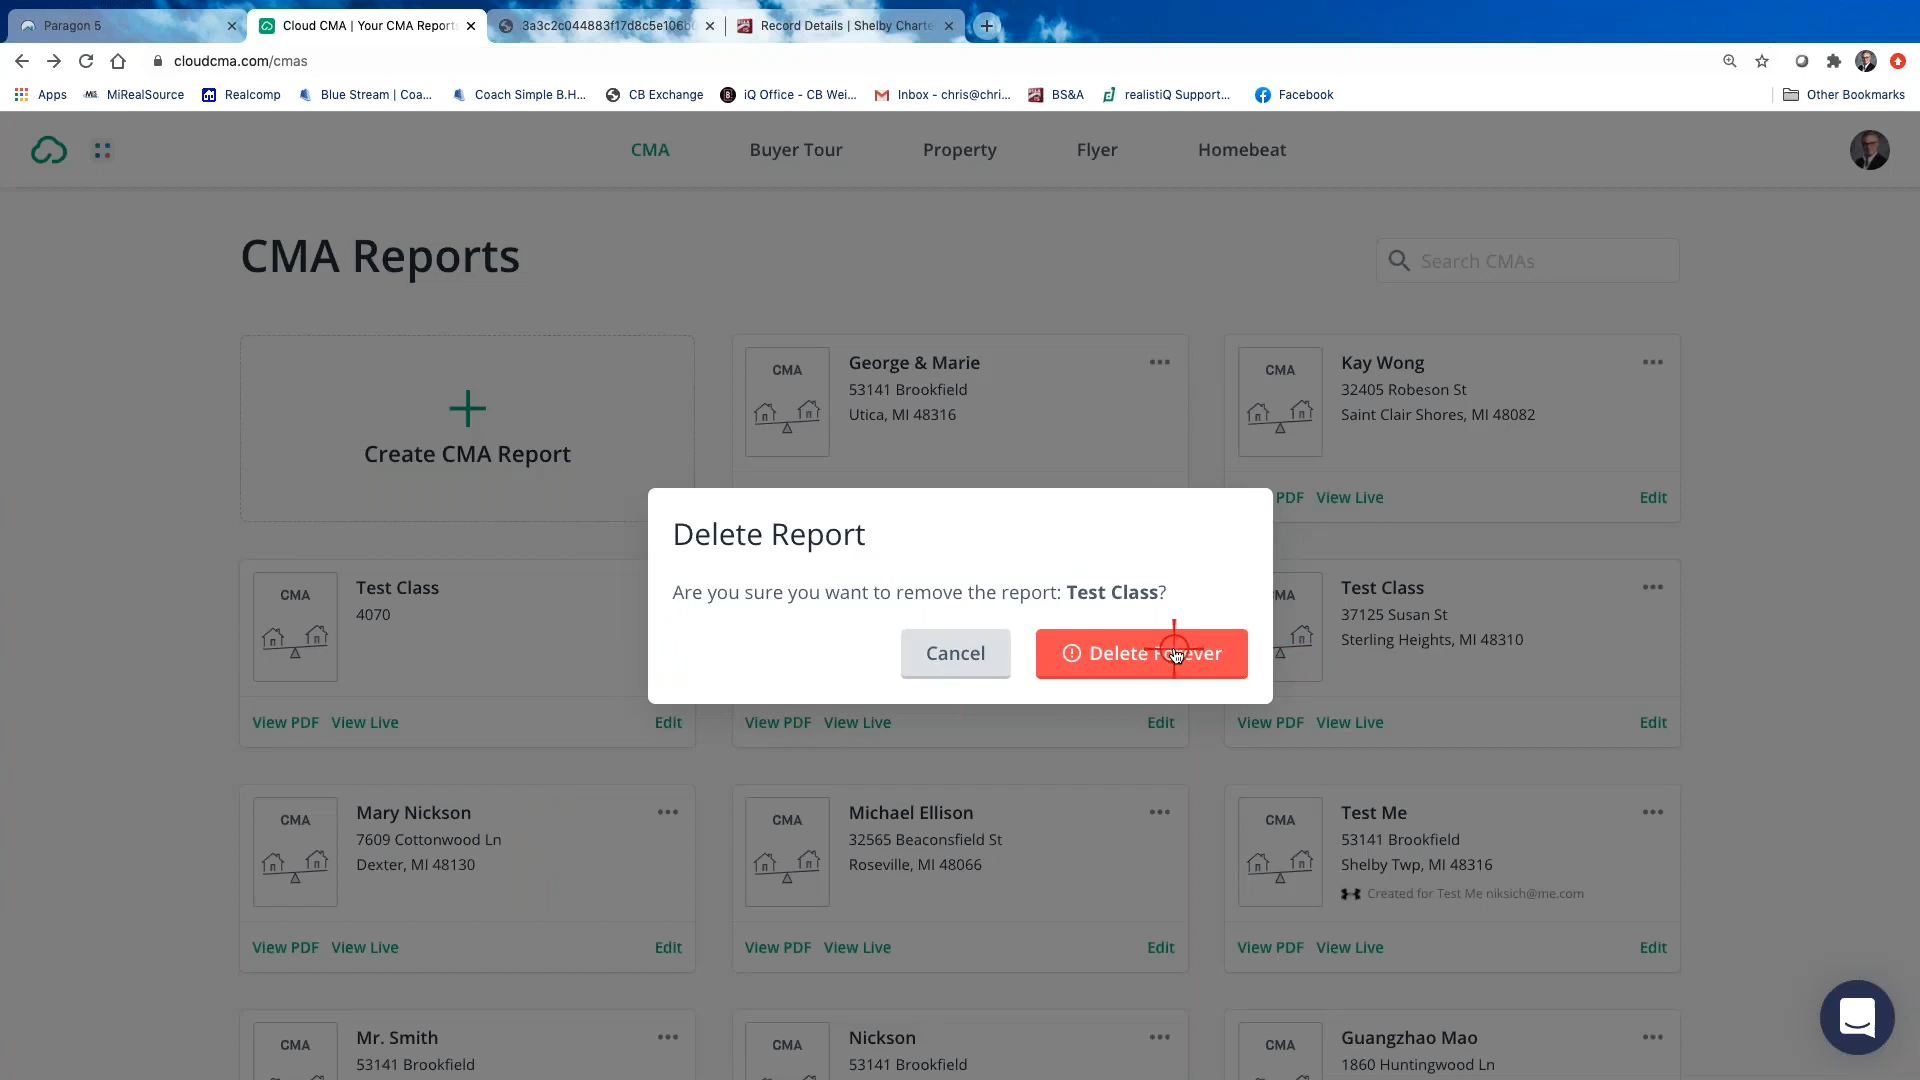 Paragon 5
Cloud CMA | Your CMA Reports
3a3c2c044883f17d8c5e106b
Record Details | Shelby Charte
cloudcma.com/cmas
Apps
MiRealSource
Realcomp
Blue Stream | Coa...
Coach Simple B.H...
CB Exchange
iQ Office - CB Wei...
Inbox - chris@chri...
BS&A
realistiQ Support...
Facebook
Other Bookmarks
CMA
Buyer Tour
Property
Flyer
Homebeat
CMA Reports
Search CMAs
Create CMA Report
CMA
George & Marie
53141 Brookfield
Utica, MI 48316
CMA
Kay Wong
32405 Robeson St
Saint Clair Shores, MI 48082
PDF View Live Edit
Delete Report
Are you sure you want to remove the report: Test Class?
Cancel
Delete Forever
CMA
Test Class
4070
View PDF View Live Edit
View PDF View Live Edit
MA
Test Class
37125 Susan St
Sterling Heights, MI 48310
View PDF View Live Edit
CMA
Mary Nickson
7609 Cottonwood Ln
Dexter, MI 48130
View PDF View Live Edit
CMA
Michael Ellison
32565 Beaconsfield St
Roseville, MI 48066
View PDF View Live Edit
CMA
Test Me
53141 Brookfield
Shelby Twp, MI 48316
Created for Test Me niksich@me.com
View PDF View Live Edit
CMA
Mr. Smith
53141 Brookfield
CMA
Nickson
53141 Brookfield
CMA
Guangzhao Mao
1860 Huntingwood Ln